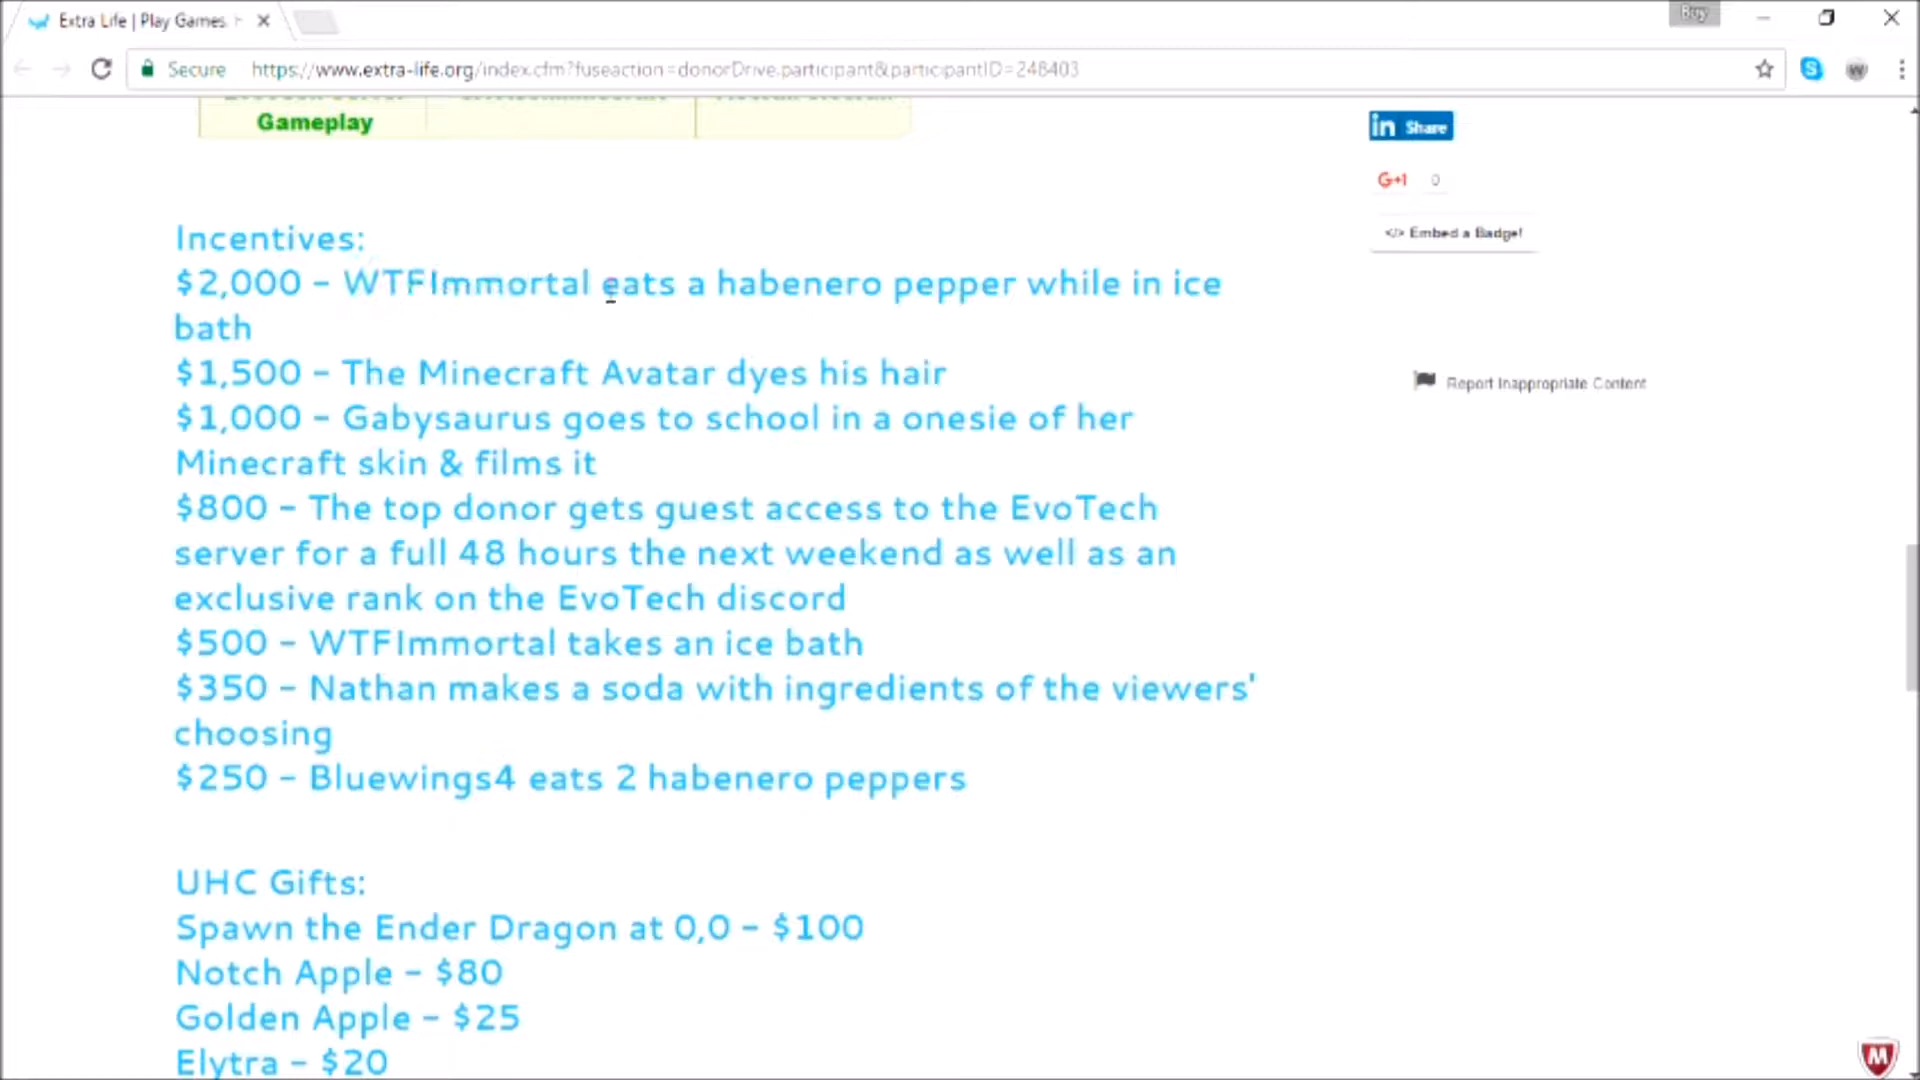 Extra Life | Play Games.
Buy
Secure https://www.extra-life.org/index.cfm?fuseaction=donorDrive.participant&participantID=248403
Gameplay
in Share
G+1 0
</> Embed a Badge!
Incentives:
$2,000 - WTFImmortal eats a habenero pepper while in ice
bath
$1,500 - The Minecraft Avatar dyes his hair
Report Inappropriate Content
$1,000 - Gabysaurus goes to school in a onesie of her
Minecraft skin & films it
$800 - The top donor gets guest access to the EvoTech
server for a full 48 hours the next weekend as well as an
exclusive rank on the EvoTech discord
$500 - WTFImmortal takes an ice bath
$350 - Nathan makes a soda with ingredients of the viewers'
choosing
$250 - Bluewings4 eats 2 habenero peppers
UHC Gifts:
Spawn the Ender Dragon at 0,0 - $100
Notch Apple - $80
Golden Apple - $25
Elytra - $20